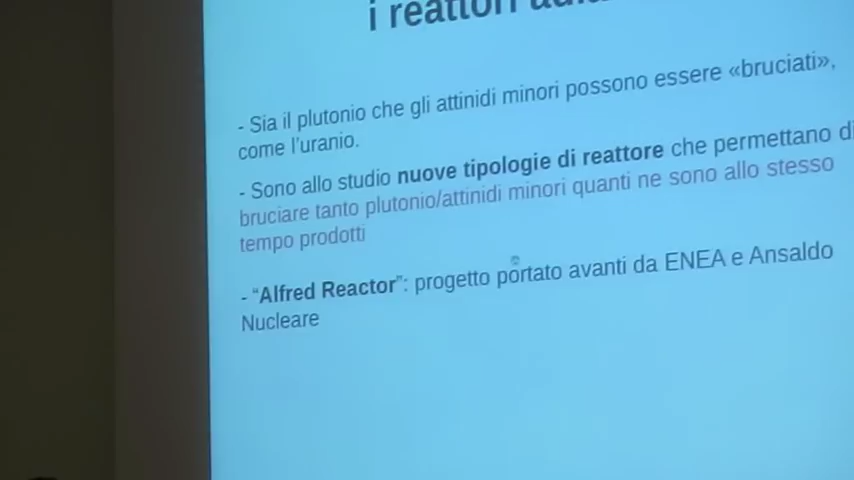 i reattori
- Sia il plutonio che gli attinidi minori possono essere «bruciati»,
come l'uranio.
- Sono allo studio nuove tipologie di reattore che permettano di
bruciare tanto plutonio/attinidi minori quanti ne sono allo stesso
tempo prodotti
- “Alfred Reactor”: progetto portato avanti da ENEA e Ansaldo
Nucleare